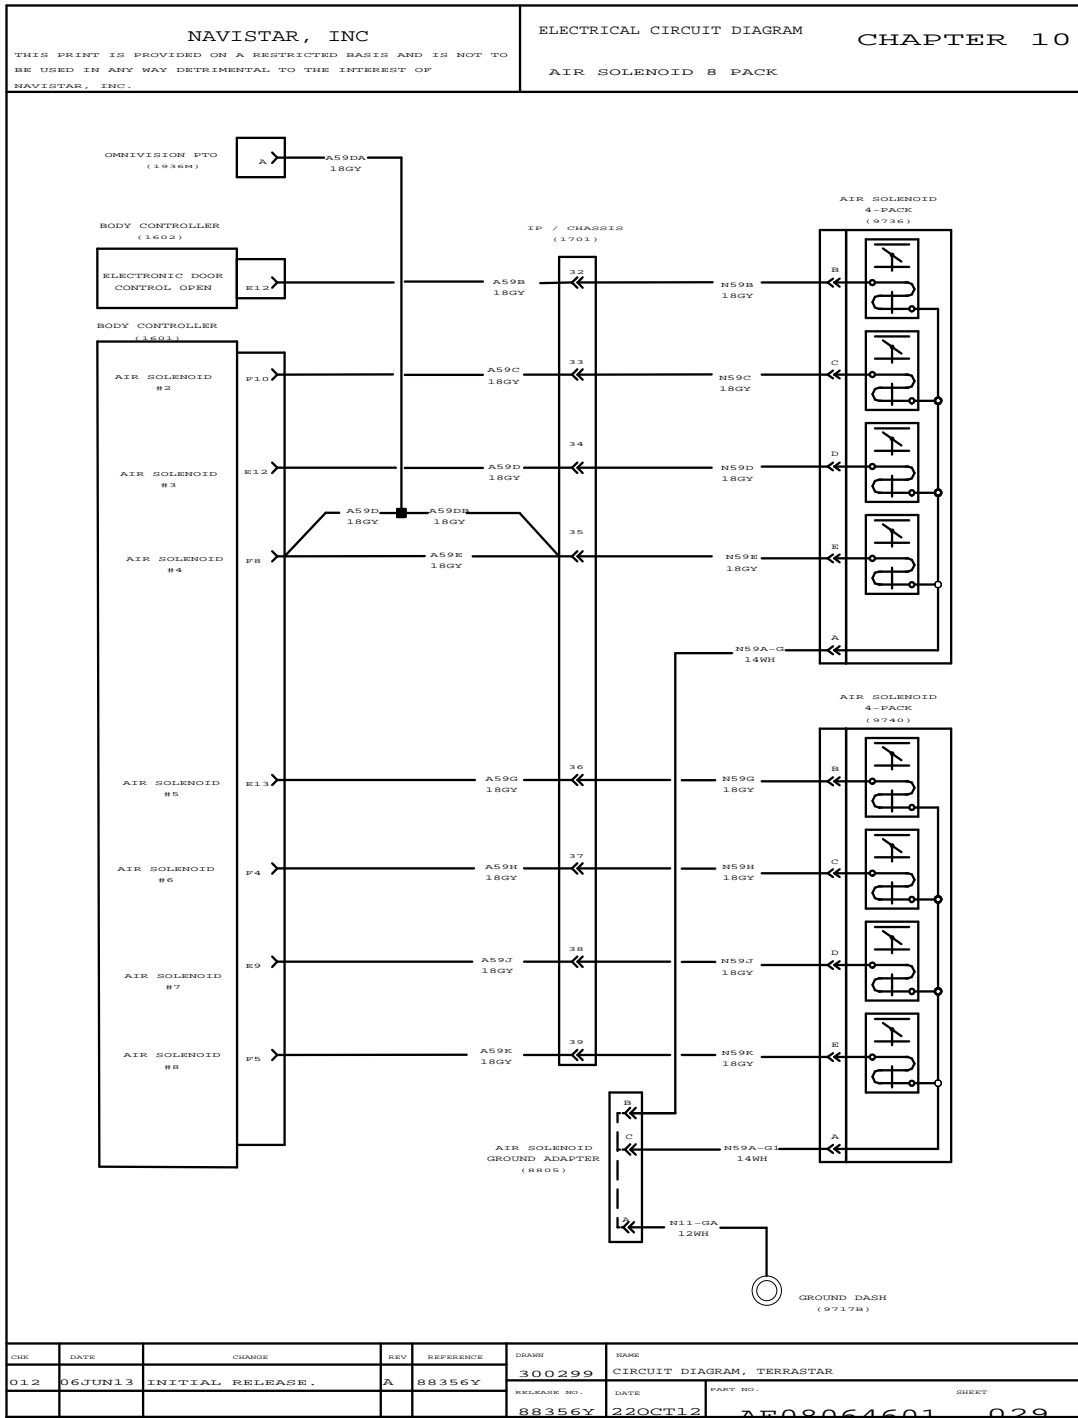 NAVISTAR, INC
THIS PRINT IS PROVIDED ON A RESTRICTED BASIS AND IS NOT TO
BE USED IN ANY WAY DETRIMENTAL TO THE INTEREST OF
NAVISTAR, INC.
ELECTRICAL CIRCUIT DIAGRAM
AIR SOLENOID 8 PACK
CHAPTER 10
OMNIVISION PTO
(1936M)
A
A59DA
18GY
BODY CONTROLLER
(1602)
ELECTRONIC DOOR
CONTROL OPEN
E12
A59B
18GY
IP / CHASSIS
(1701)
32
N59B
18GY
AIR SOLENOID
4-PACK
(9736)
B
BODY CONTROLLER
(1601)
AIR SOLENOID
#2
F10
A59C
18GY
33
N59C
18GY
C
AIR SOLENOID
#3
E12
A59D
18GY
34
N59D
18GY
D
A59D
18GY
A59DB
18GY
AIR SOLENOID
#4
F8
A59E
18GY
35
N59E
18GY
E
N59A-G
14WH
A
AIR SOLENOID
4-PACK
(9740)
AIR SOLENOID
#5
E13
A59G
18GY
36
N59G
18GY
B
AIR SOLENOID
#6
F4
A59H
18GY
37
N59H
18GY
C
AIR SOLENOID
#7
E9
A59J
18GY
38
N59J
18GY
D
AIR SOLENOID
#8
F5
A59K
18GY
39
N59K
18GY
E
AIR SOLENOID
GROUND ADAPTER
(8805)
B
C
A
N59A-G1
14WH
A
N11-GA
12WH
GROUND DASH
(9717B)
CHK
DATE
CHANGE
REV
REFERENCE
DRAWN
NAME
012
06JUN13
INITIAL RELEASE.
A
88356Y
300299
CIRCUIT DIAGRAM, TERRASTAR
RELEASE NO.
DATE
PART NO.
SHEET
88356Y
22OCT12
AE08064601
029